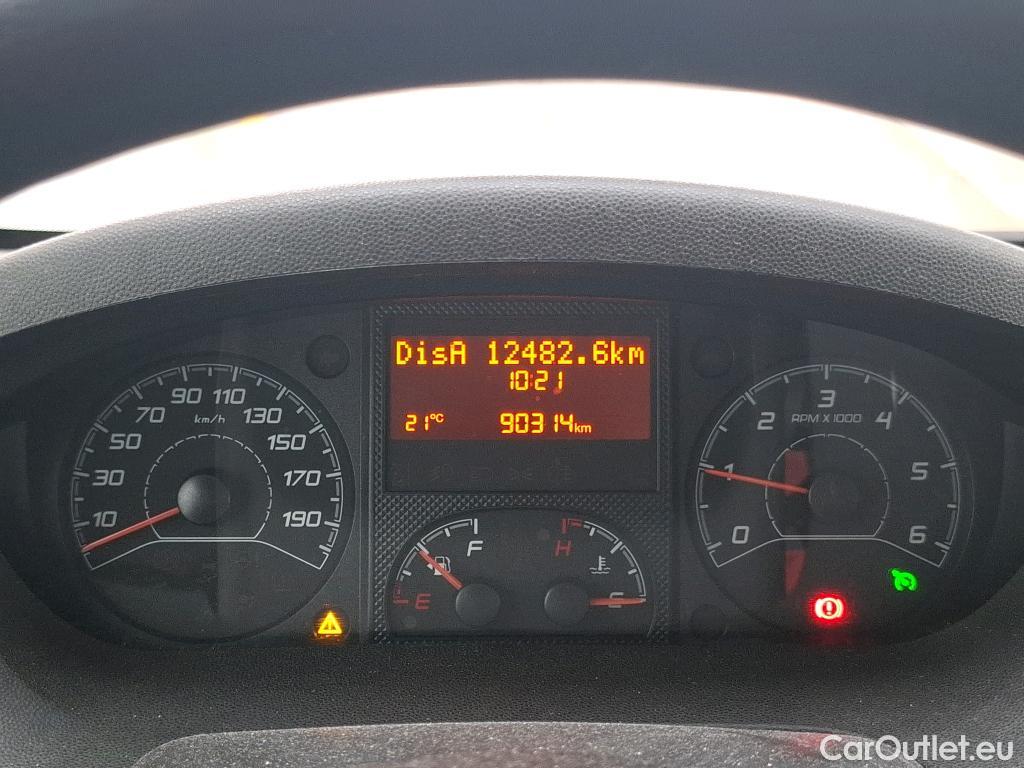 DisA 12482.6km
10:21
21°C 90314km
10 30 50 70 90 110 130 150 170 190
km/h
F
E
H
C
0 1 2 3 4 5 6
RPM X 1000
CarOutlet.eu